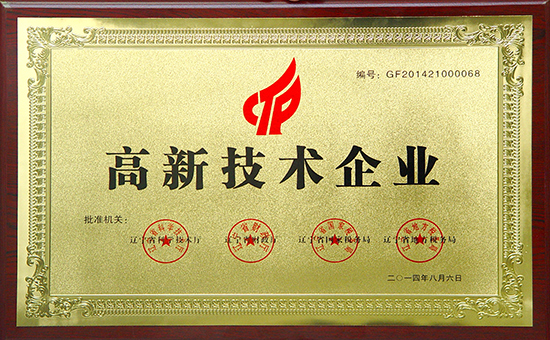 编号：GF201421000068
高新技术企业
批准机关：
辽宁省科学技术厅 辽宁省财政厅 辽宁省国家税务局 辽宁省地方税务局
二〇一四年八月六日